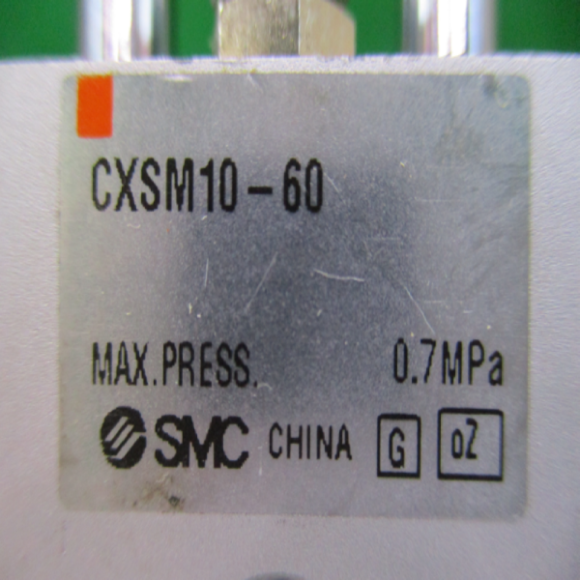 CXSM10-60
MAX.PRESS. 0.7MPa
SMC CHINA G oZ